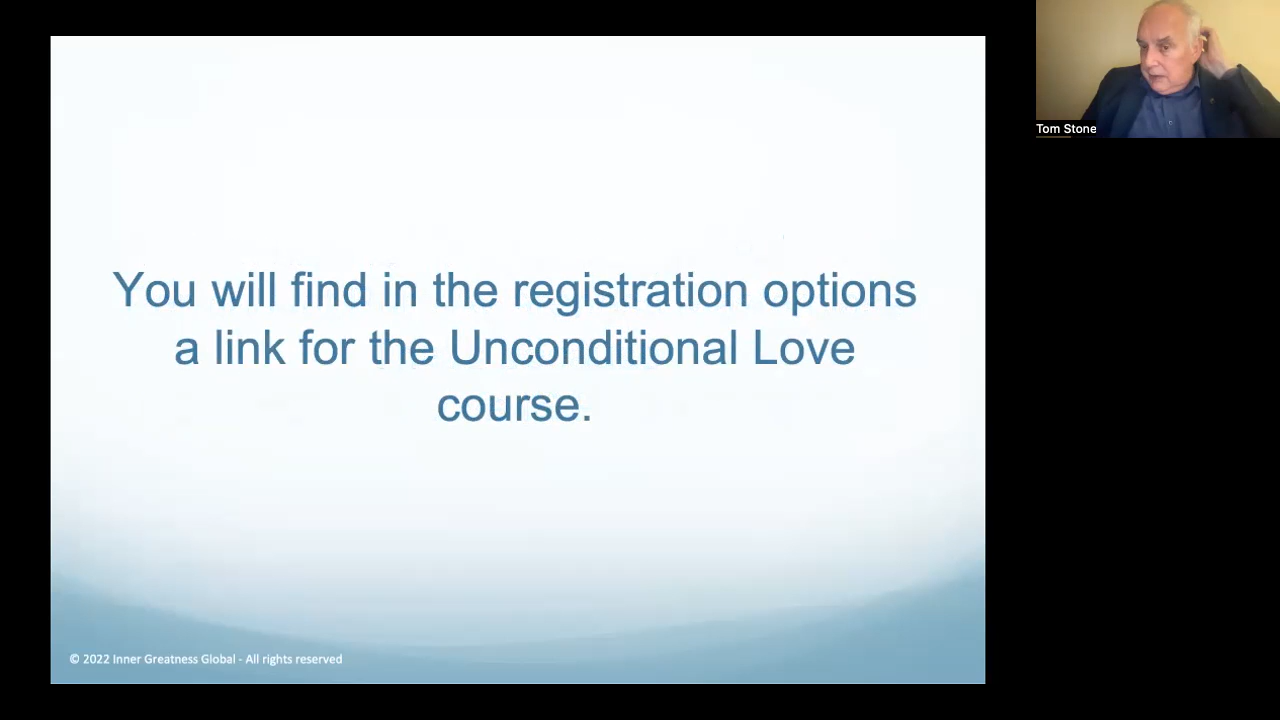 Tom Stone
You will find in the registration options
a link for the Unconditional Love
course.
© 2022 Inner Greatness Global - All rights reserved